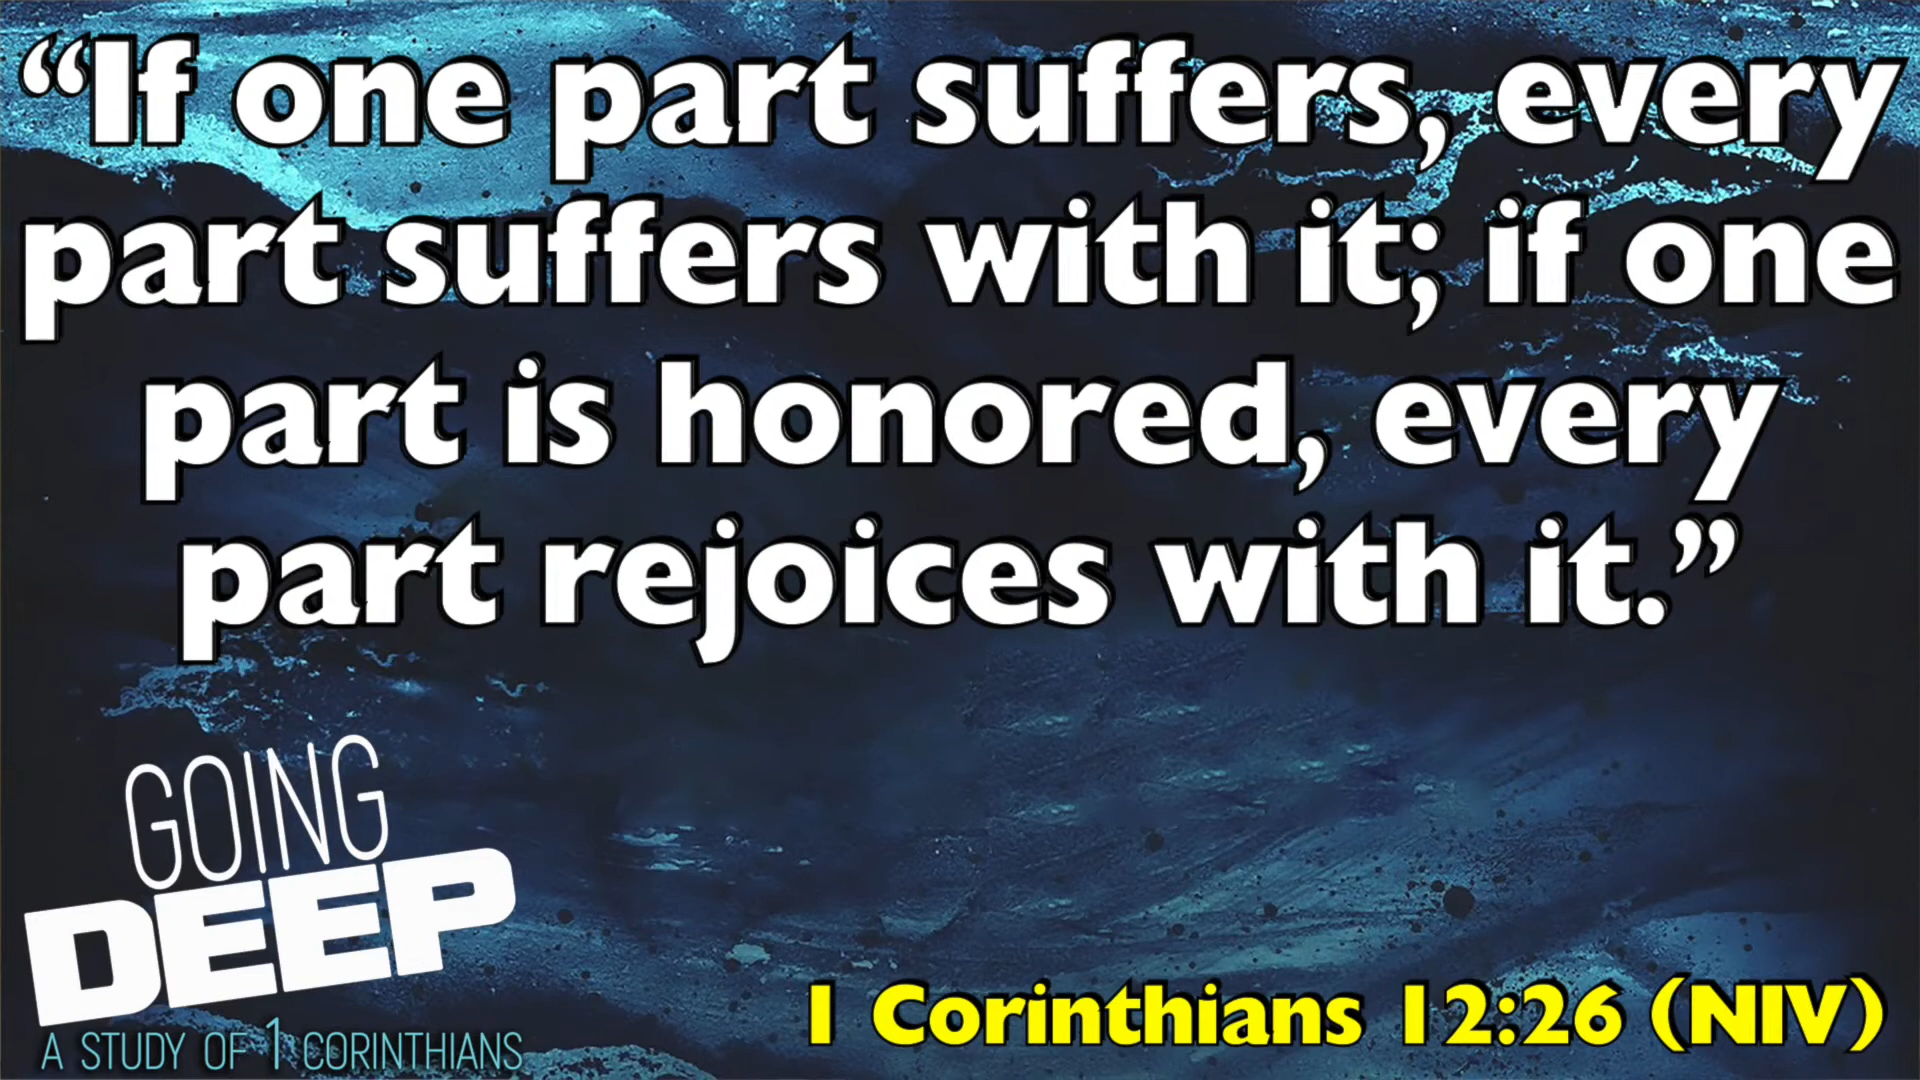 “If one part suffers, every
part suffers with it; if one
part is honored, every
part rejoices with it.”
GOING
DEEP
A STUDY OF 1 CORINTHIANS
1 Corinthians 12:26 (NIV)